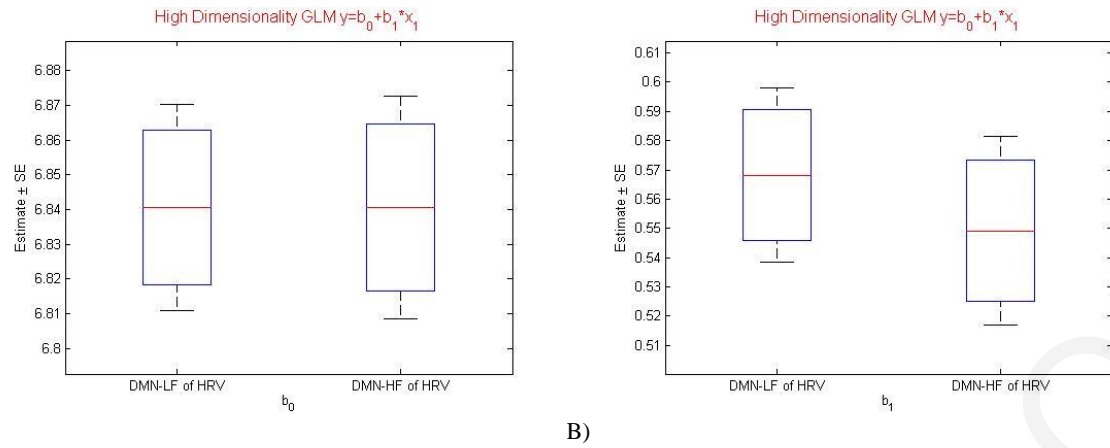 High Dimensionality GLM y=b0+b1*x1
6.88
6.87
6.86
6.85
6.84
6.83
6.82
6.81
6.8
Estimate ± SE
DMN-LF of HRV DMN-HF of HRV
b0
High Dimensionality GLM y=b0+b1*x1
0.61
0.6
0.59
0.58
0.57
0.56
0.55
0.54
0.53
0.52
0.51
Estimate ± SE
DMN-LF of HRV DMN-HF of HRV
b1
B)